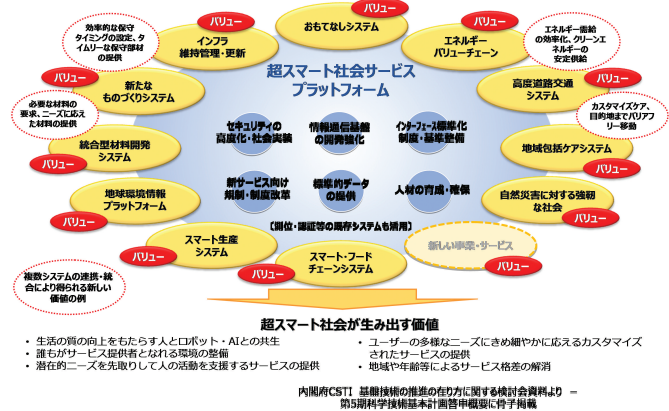 効率的な保守
タイミングの設定、タ
イムリーな保守部材
の提供
バリュー
インフラ
維持管理・更新
おもてなしシステム
バリュー
エネルギー
バリューチェーン
バリュー
エネルギー需給
の効率化、クリーンエ
ネルギーの
安定供給
バリュー
新たな
ものづくりシステム
超スマート社会サービス
プラットフォーム
高度道路交通
システム
バリュー
必要な材料の
要求、ニーズに応え
た材料の提供
カスタマイズケア、
目的地までバリアフ
リー移動
統合型材料開発
システム
バリュー
セキュリティの
高度化・社会実装
情報通信基盤
の開発強化
インターフェース標準化
制度・基準整備
地域包括ケアシステム
バリュー
地球環境情報
プラットフォーム
バリュー
新サービス向け
規制・制度改革
標準的データ
の提供
人材の育成・確保
自然災害に対する強靭
な社会
バリュー
【測位・認証等の既存システムも活用】
スマート生産
システム
バリュー
スマート・フード
チェーンシステム
バリュー
新しい事業・サービス
バリュー
複数システムの連携・統
合により得られる新しい
価値の例
超スマート社会が生み出す価値
• 生活の質の向上をもたらす人とロボット・AIとの共生
• 誰もがサービス提供者となれる環境の整備
• 潜在的ニーズを先取りして人の活動を支援するサービスの提供
• ユーザーの多様なニーズにきめ細やかに応えるカスタマイズ
されたサービスの提供
• 地域や年齢等によるサービス格差の解消
内閣府CSTI 基盤技術の推進の在り方に関する検討会資料より =
第5期科学技術基本計画答申概要に骨子掲載